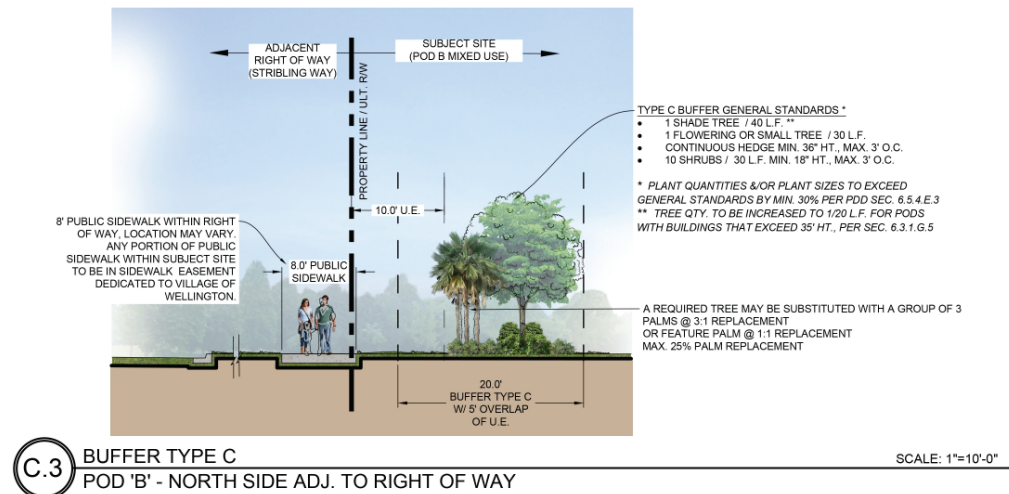 ADJACENT
RIGHT OF WAY
(STRIBLING WAY)
SUBJECT SITE
(POD B MIXED USE)
PROPERTY LINE / ULT. R/W
TYPE C BUFFER GENERAL STANDARDS *
• 1 SHADE TREE / 40 L.F. **
• 1 FLOWERING OR SMALL TREE / 30 L.F.
• CONTINUOUS HEDGE MIN. 36" HT., MAX. 3' O.C.
• 10 SHRUBS / 30 L.F. MIN. 18" HT., MAX. 3' O.C.
* PLANT QUANTITIES &/OR PLANT SIZES TO EXCEED
GENERAL STANDARDS BY MIN. 30% PER PDD SEC. 6.5.4.E.3
** TREE QTY. TO BE INCREASED TO 1/20 L.F. FOR PODS
WITH BUILDINGS THAT EXCEED 35' HT., PER SEC. 6.3.1.G.5
10.0' U.E.
8' PUBLIC SIDEWALK WITHIN RIGHT
OF WAY, LOCATION MAY VARY.
ANY PORTION OF PUBLIC
SIDEWALK WITHIN SUBJECT SITE
TO BE IN SIDEWALK EASEMENT
DEDICATED TO VILLAGE OF
WELLINGTON.
8.0' PUBLIC
SIDEWALK
A REQUIRED TREE MAY BE SUBSTITUTED WITH A GROUP OF 3
PALMS @ 3:1 REPLACEMENT
OR FEATURE PALM @ 1:1 REPLACEMENT
MAX. 25% PALM REPLACEMENT
20.0'
BUFFER TYPE C
W/ 5' OVERLAP
OF U.E.
C.3
BUFFER TYPE C
SCALE: 1"=10'-0"
POD 'B' - NORTH SIDE ADJ. TO RIGHT OF WAY